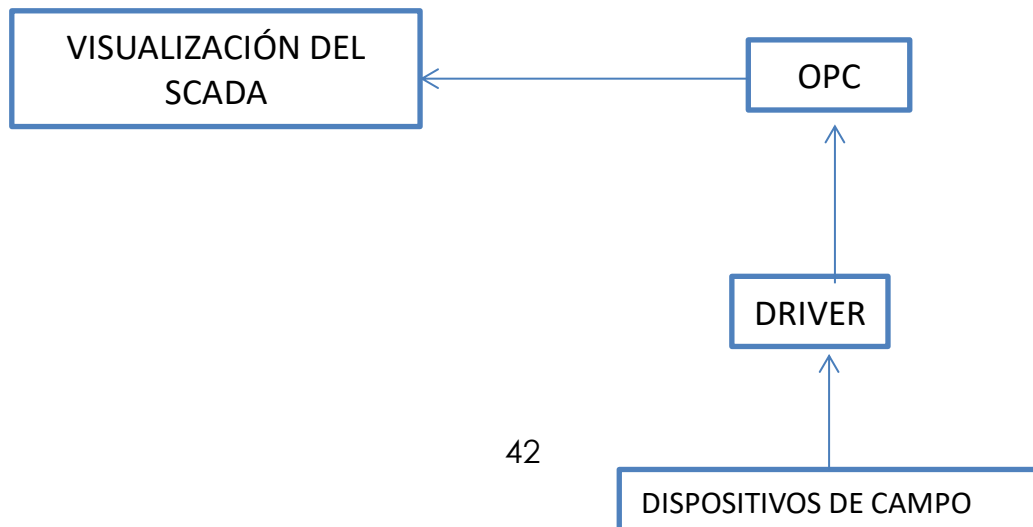 VISUALIZACIÓN DEL
SCADA
OPC
DRIVER
42
DISPOSITIVOS DE CAMPO